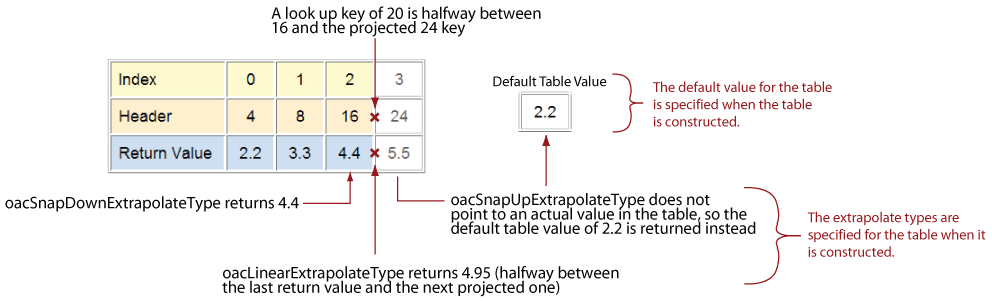 A look up key of 20 is halfway between
16 and the projected 24 key
Index 0 1 2 3
Header 4 8 16 24
Return Value 2.2 3.3 4.4 5.5
Default Table Value
2.2
The default value for the table
is specified when the table
is constructed.
oacSnapDownExtrapolateType returns 4.4
oacSnapUpExtrapolateType does not
point to an actual value in the table, so the
default table value of 2.2 is returned instead
The extrapolate types are
specified for the table when it
is constructed.
oacLinearExtrapolateType returns 4.95 (halfway between
the last return value and the next projected one)